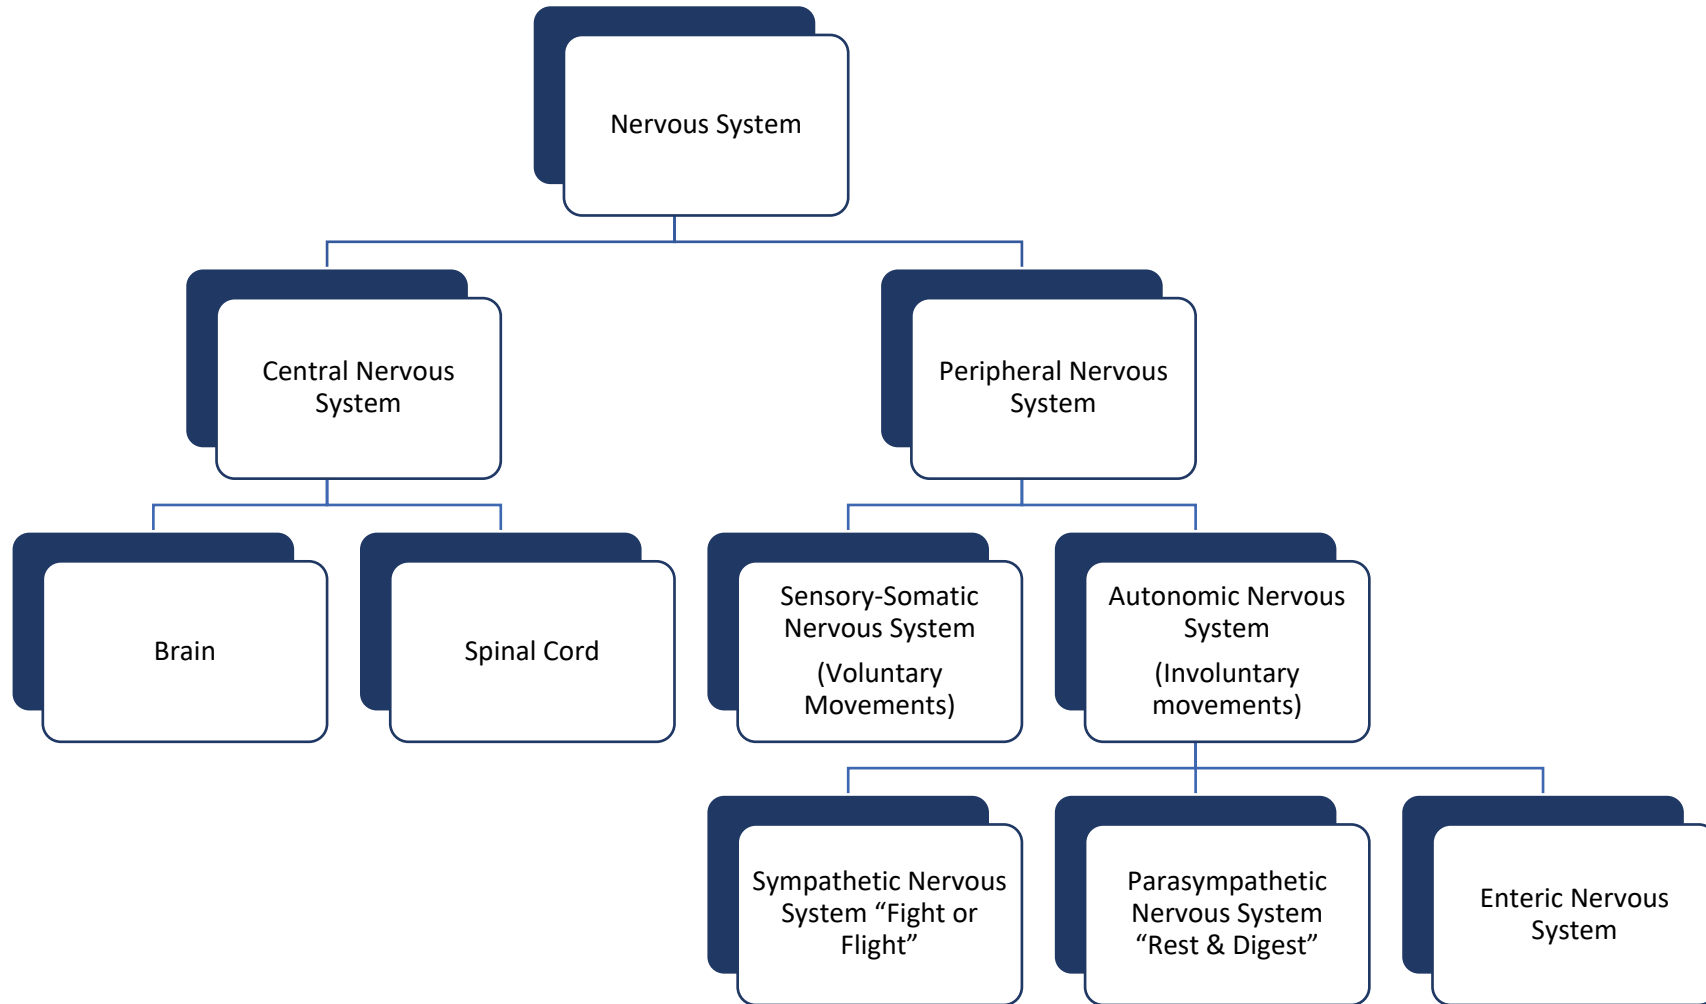 Nervous System
Central Nervous
System
Peripheral Nervous
System
Brain
Spinal Cord
Sensory-Somatic
Nervous System
(Voluntary
Movements)
Autonomic Nervous
System
(Involuntary
movements)
Sympathetic Nervous
System “Fight or
Flight”
Parasympathetic
Nervous System
“Rest & Digest”
Enteric Nervous
System